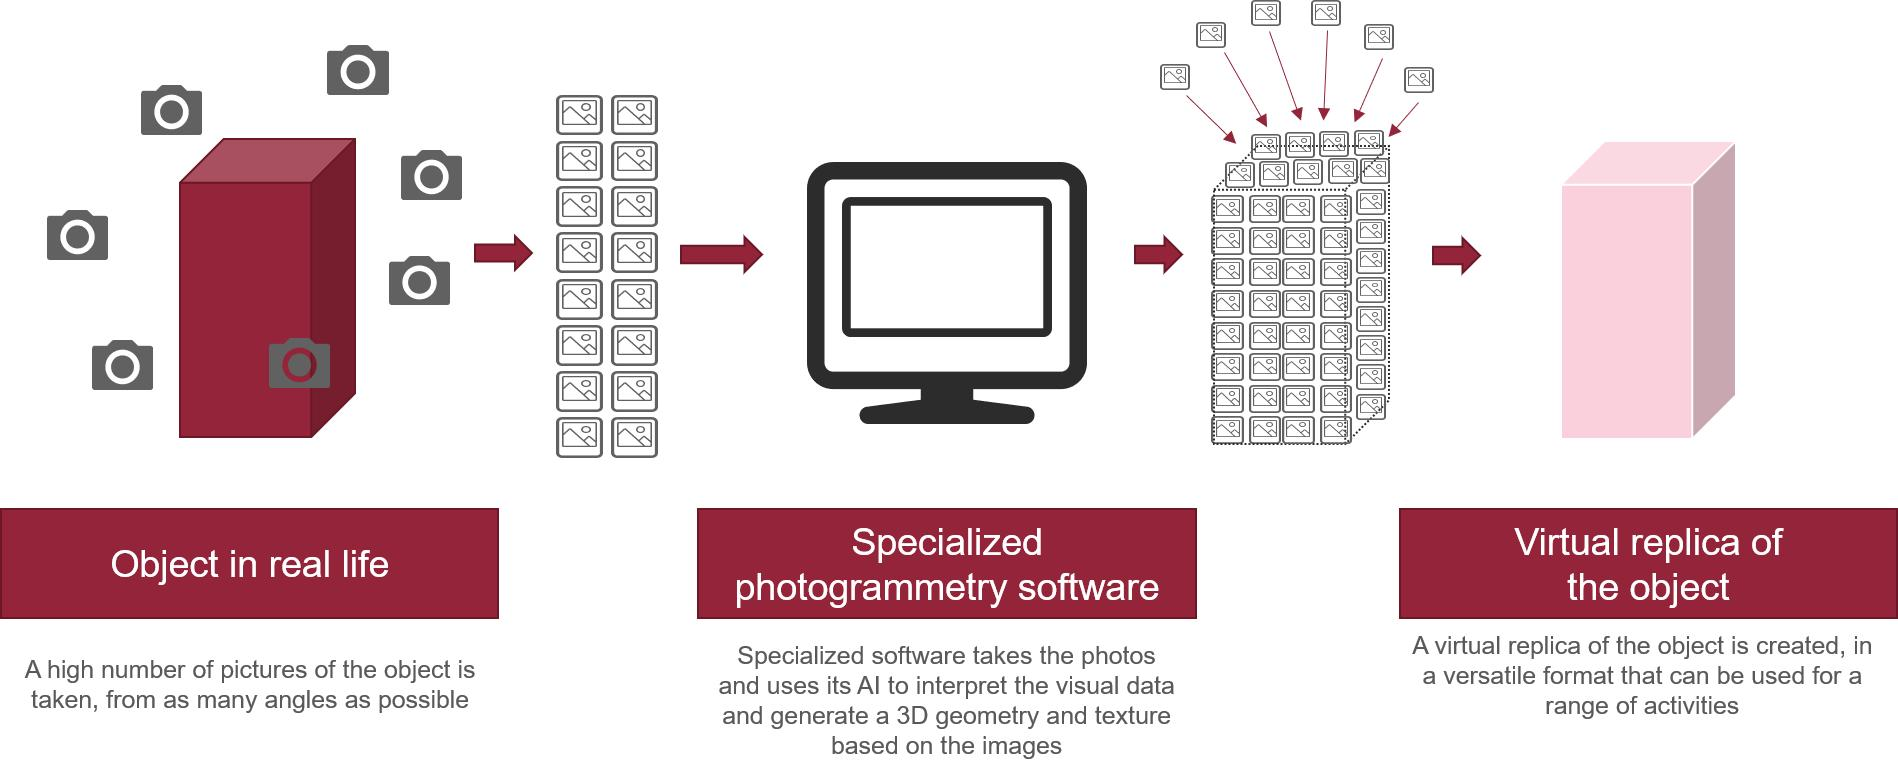 Object in real life
A high number of pictures of the object is
taken, from as many angles as possible
Specialized
photogrammetry software
Specialized software takes the photos
and uses its AI to interpret the visual data
and generate a 3D geometry and texture
based on the images
Virtual replica of
the object
A virtual replica of the object is created, in
a versatile format that can be used for a
range of activities